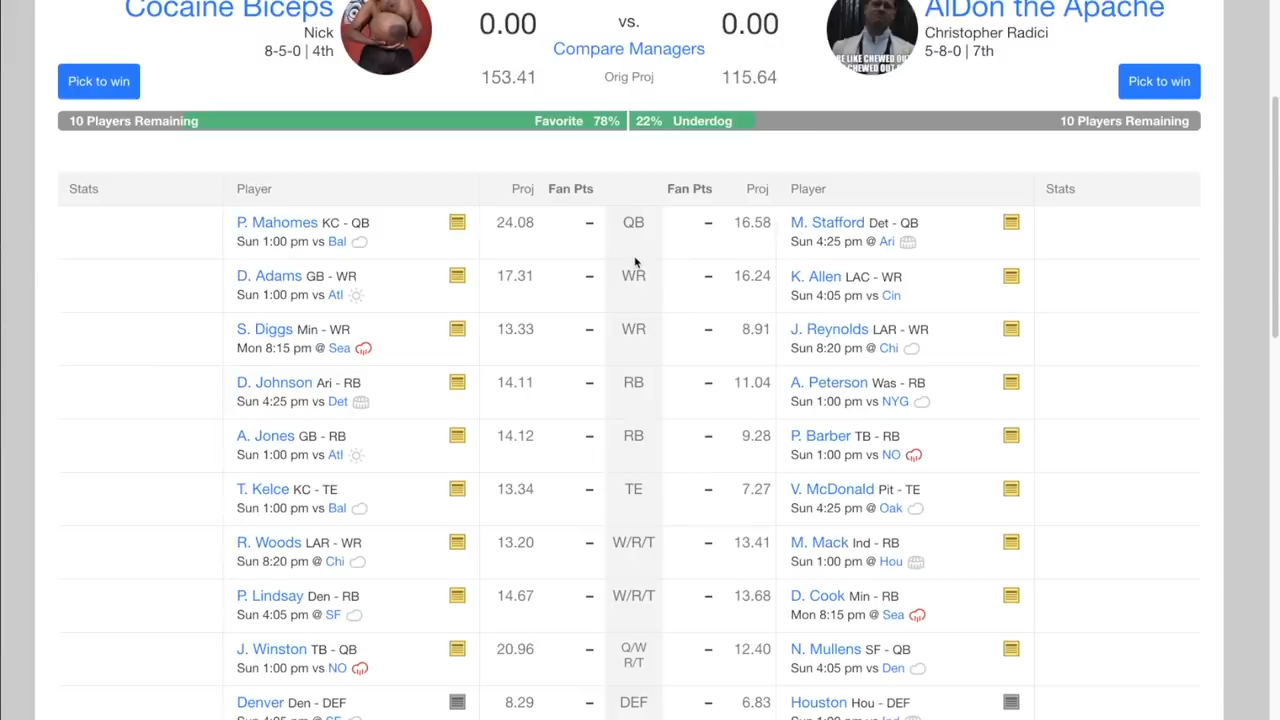 Cocaine Biceps
Nick
8-5-0 | 4th
Pick to win
0.00 vs. 0.00
Compare Managers
153.41 Orig Proj 115.64
AlDon the Apache
Christopher Radici
5-8-0 | 7th
Pick to win
10 Players Remaining Favorite 78% 22% Underdog 10 Players Remaining
Stats Player Proj Fan Pts Fan Pts Proj Player Stats
P. Mahomes KC - QB 24.08 – QB – 16.58 M. Stafford Det - QB
Sun 1:00 pm vs Bal Sun 4:25 pm @ Ari
D. Adams GB - WR 17.31 – WR – 16.24 K. Allen LAC - WR
Sun 1:00 pm vs Atl Sun 4:05 pm vs Cin
S. Diggs Min - WR 13.33 – WR – 8.91 J. Reynolds LAR - WR
Mon 8:15 pm @ Sea Sun 8:20 pm @ Chi
D. Johnson Ari - RB 14.11 – RB – 11.04 A. Peterson Was - RB
Sun 4:25 pm vs Det Sun 1:00 pm vs NYG
A. Jones GB - RB 14.12 – RB – 9.28 P. Barber TB - RB
Sun 1:00 pm vs Atl Sun 1:00 pm vs NO
T. Kelce KC - TE 13.34 – TE – 7.27 V. McDonald Pit - TE
Sun 1:00 pm vs Bal Sun 4:25 pm @ Oak
R. Woods LAR - WR 13.20 – W/R/T – 13.41 M. Mack Ind - RB
Sun 8:20 pm @ Chi Sun 1:00 pm @ Hou
P. Lindsay Den - RB 14.67 – W/R/T – 13.68 D. Cook Min - RB
Sun 4:05 pm @ SF Mon 8:15 pm @ Sea
J. Winston TB - QB 20.96 – Q/W R/T – 12.40 N. Mullens SF - QB
Sun 1:00 pm vs NO Sun 4:05 pm vs Den
Denver Den - DEF 8.29 – DEF – 6.83 Houston Hou - DEF